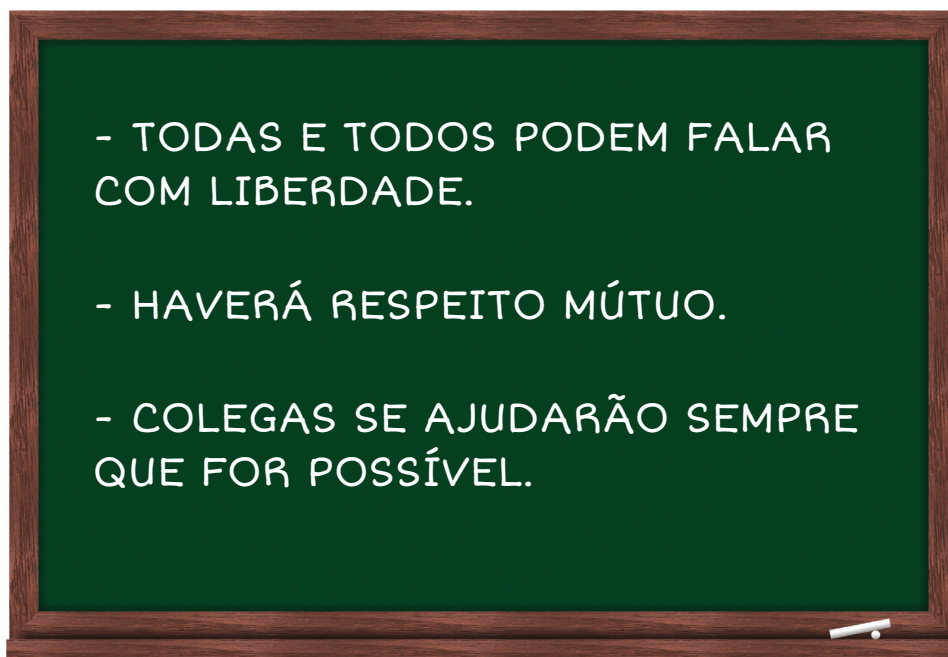 - TODAS E TODOS PODEM FALAR
COM LIBERDADE.
- HAVERÁ RESPEITO MÚTUO.
- COLEGAS SE AJUDARÃO SEMPRE
QUE FOR POSSÍVEL.